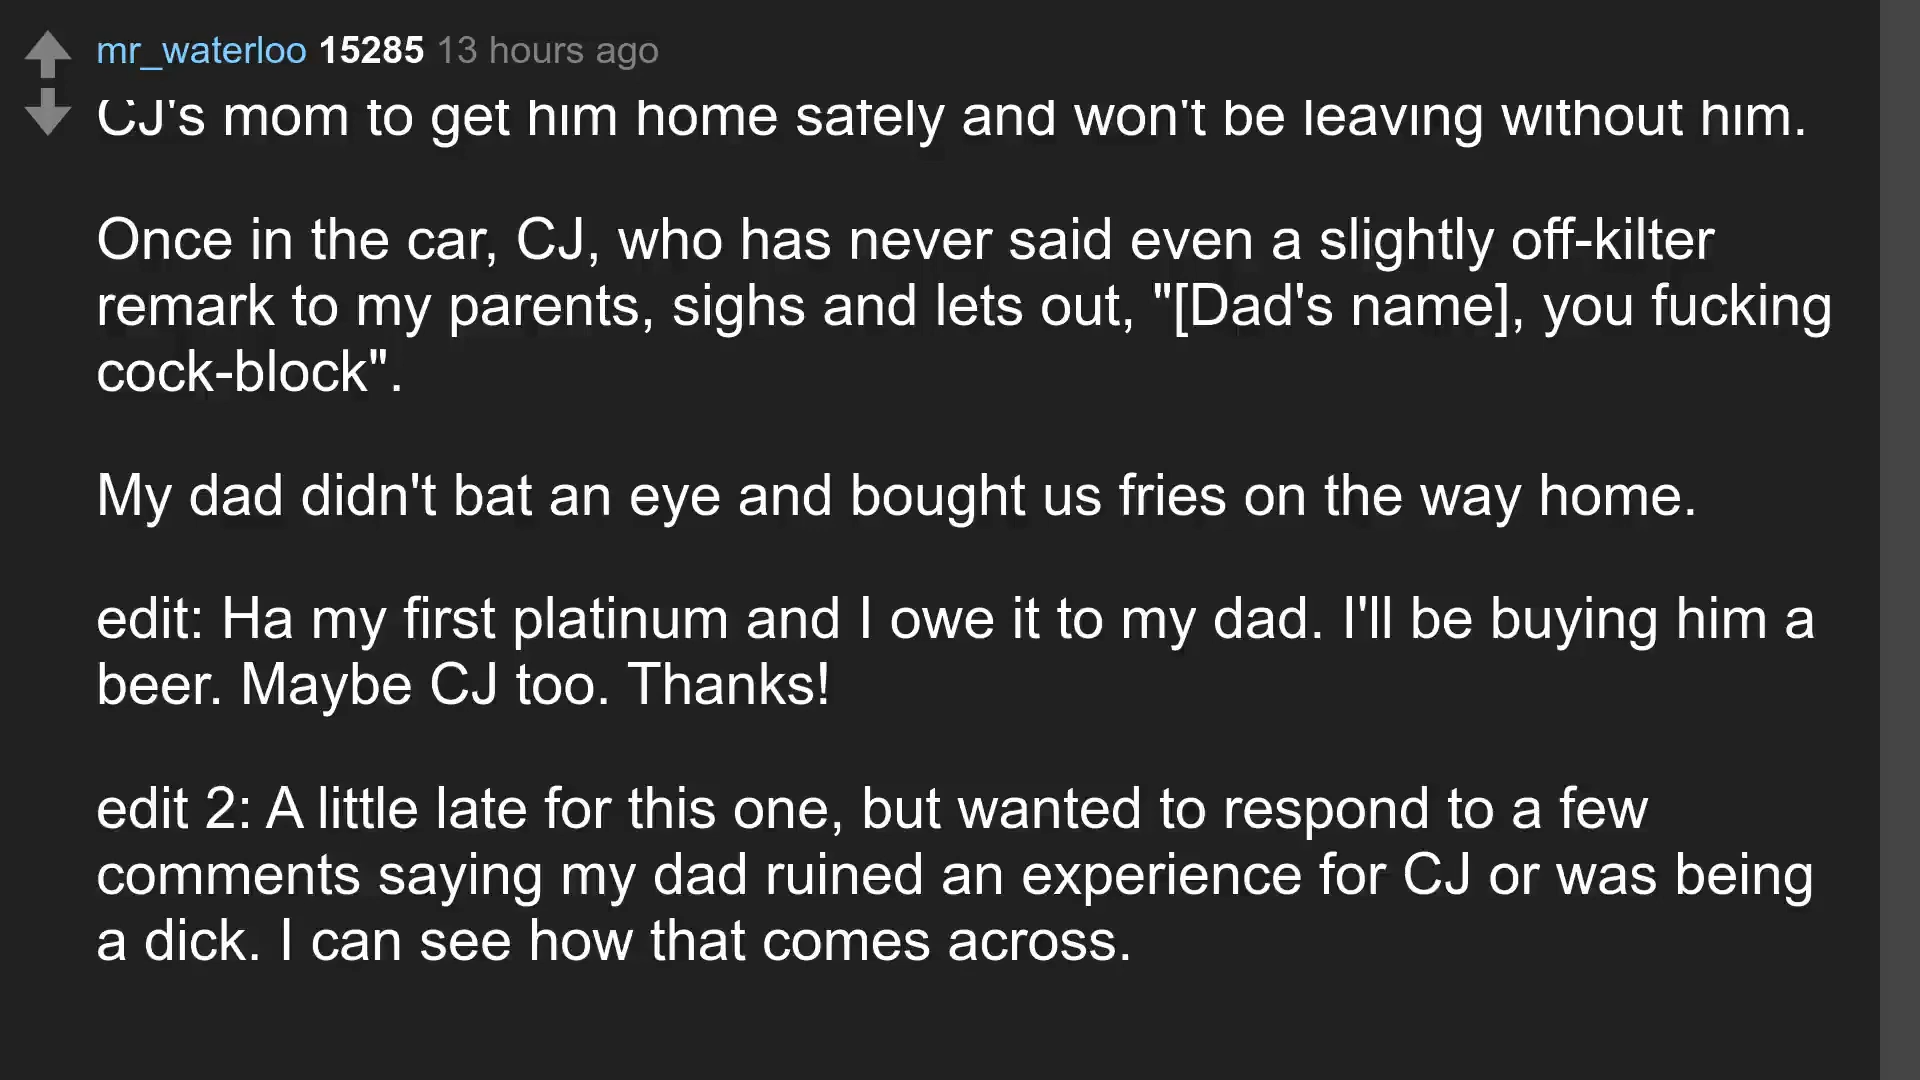 mr_waterloo 15285 13 hours ago
CJ's mom to get him home safely and won't be leaving without him.
Once in the car, CJ, who has never said even a slightly off-kilter
remark to my parents, sighs and lets out, "[Dad's name], you fucking
cock-block".
My dad didn't bat an eye and bought us fries on the way home.
edit: Ha my first platinum and I owe it to my dad. I'll be buying him a
beer. Maybe CJ too. Thanks!
edit 2: A little late for this one, but wanted to respond to a few
comments saying my dad ruined an experience for CJ or was being
a dick. I can see how that comes across.